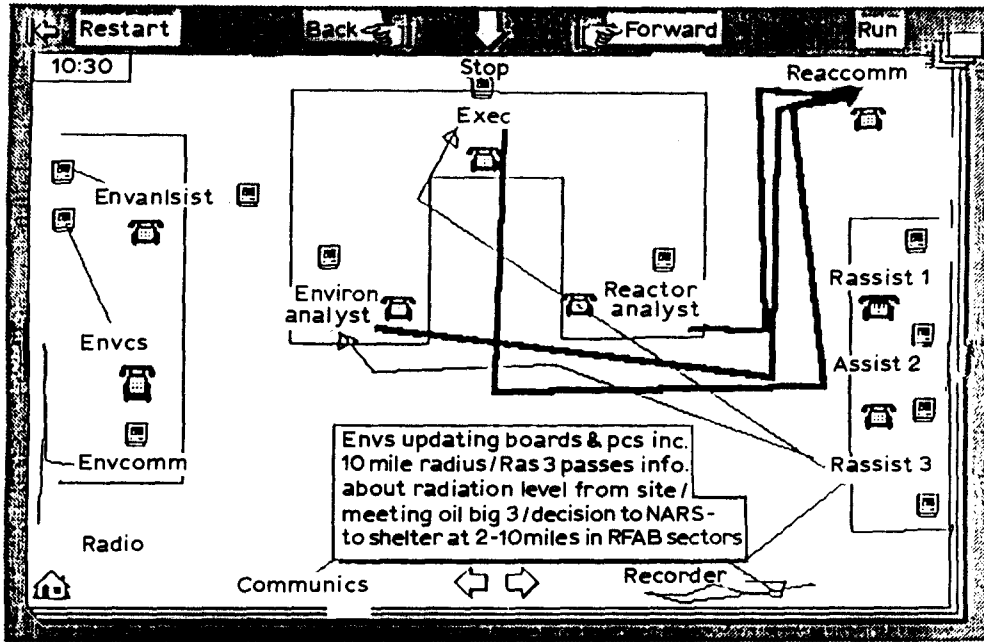 Restart
Back
Forward
Run
10:30
Stop
Reaccomm
Exec
Envanlsist
Rassist 1
Environ
analyst
Reactor
analyst
Envcs
Assist 2
Envs updating boards & pcs inc.
10 mile radius/Ras 3 passes info.
about radiation level from site/
meeting oil big 3/decision to NARS-
to shelter at 2-10miles in RFAB sectors
Envcomm
Rassist 3
Radio
Communics
Recorder